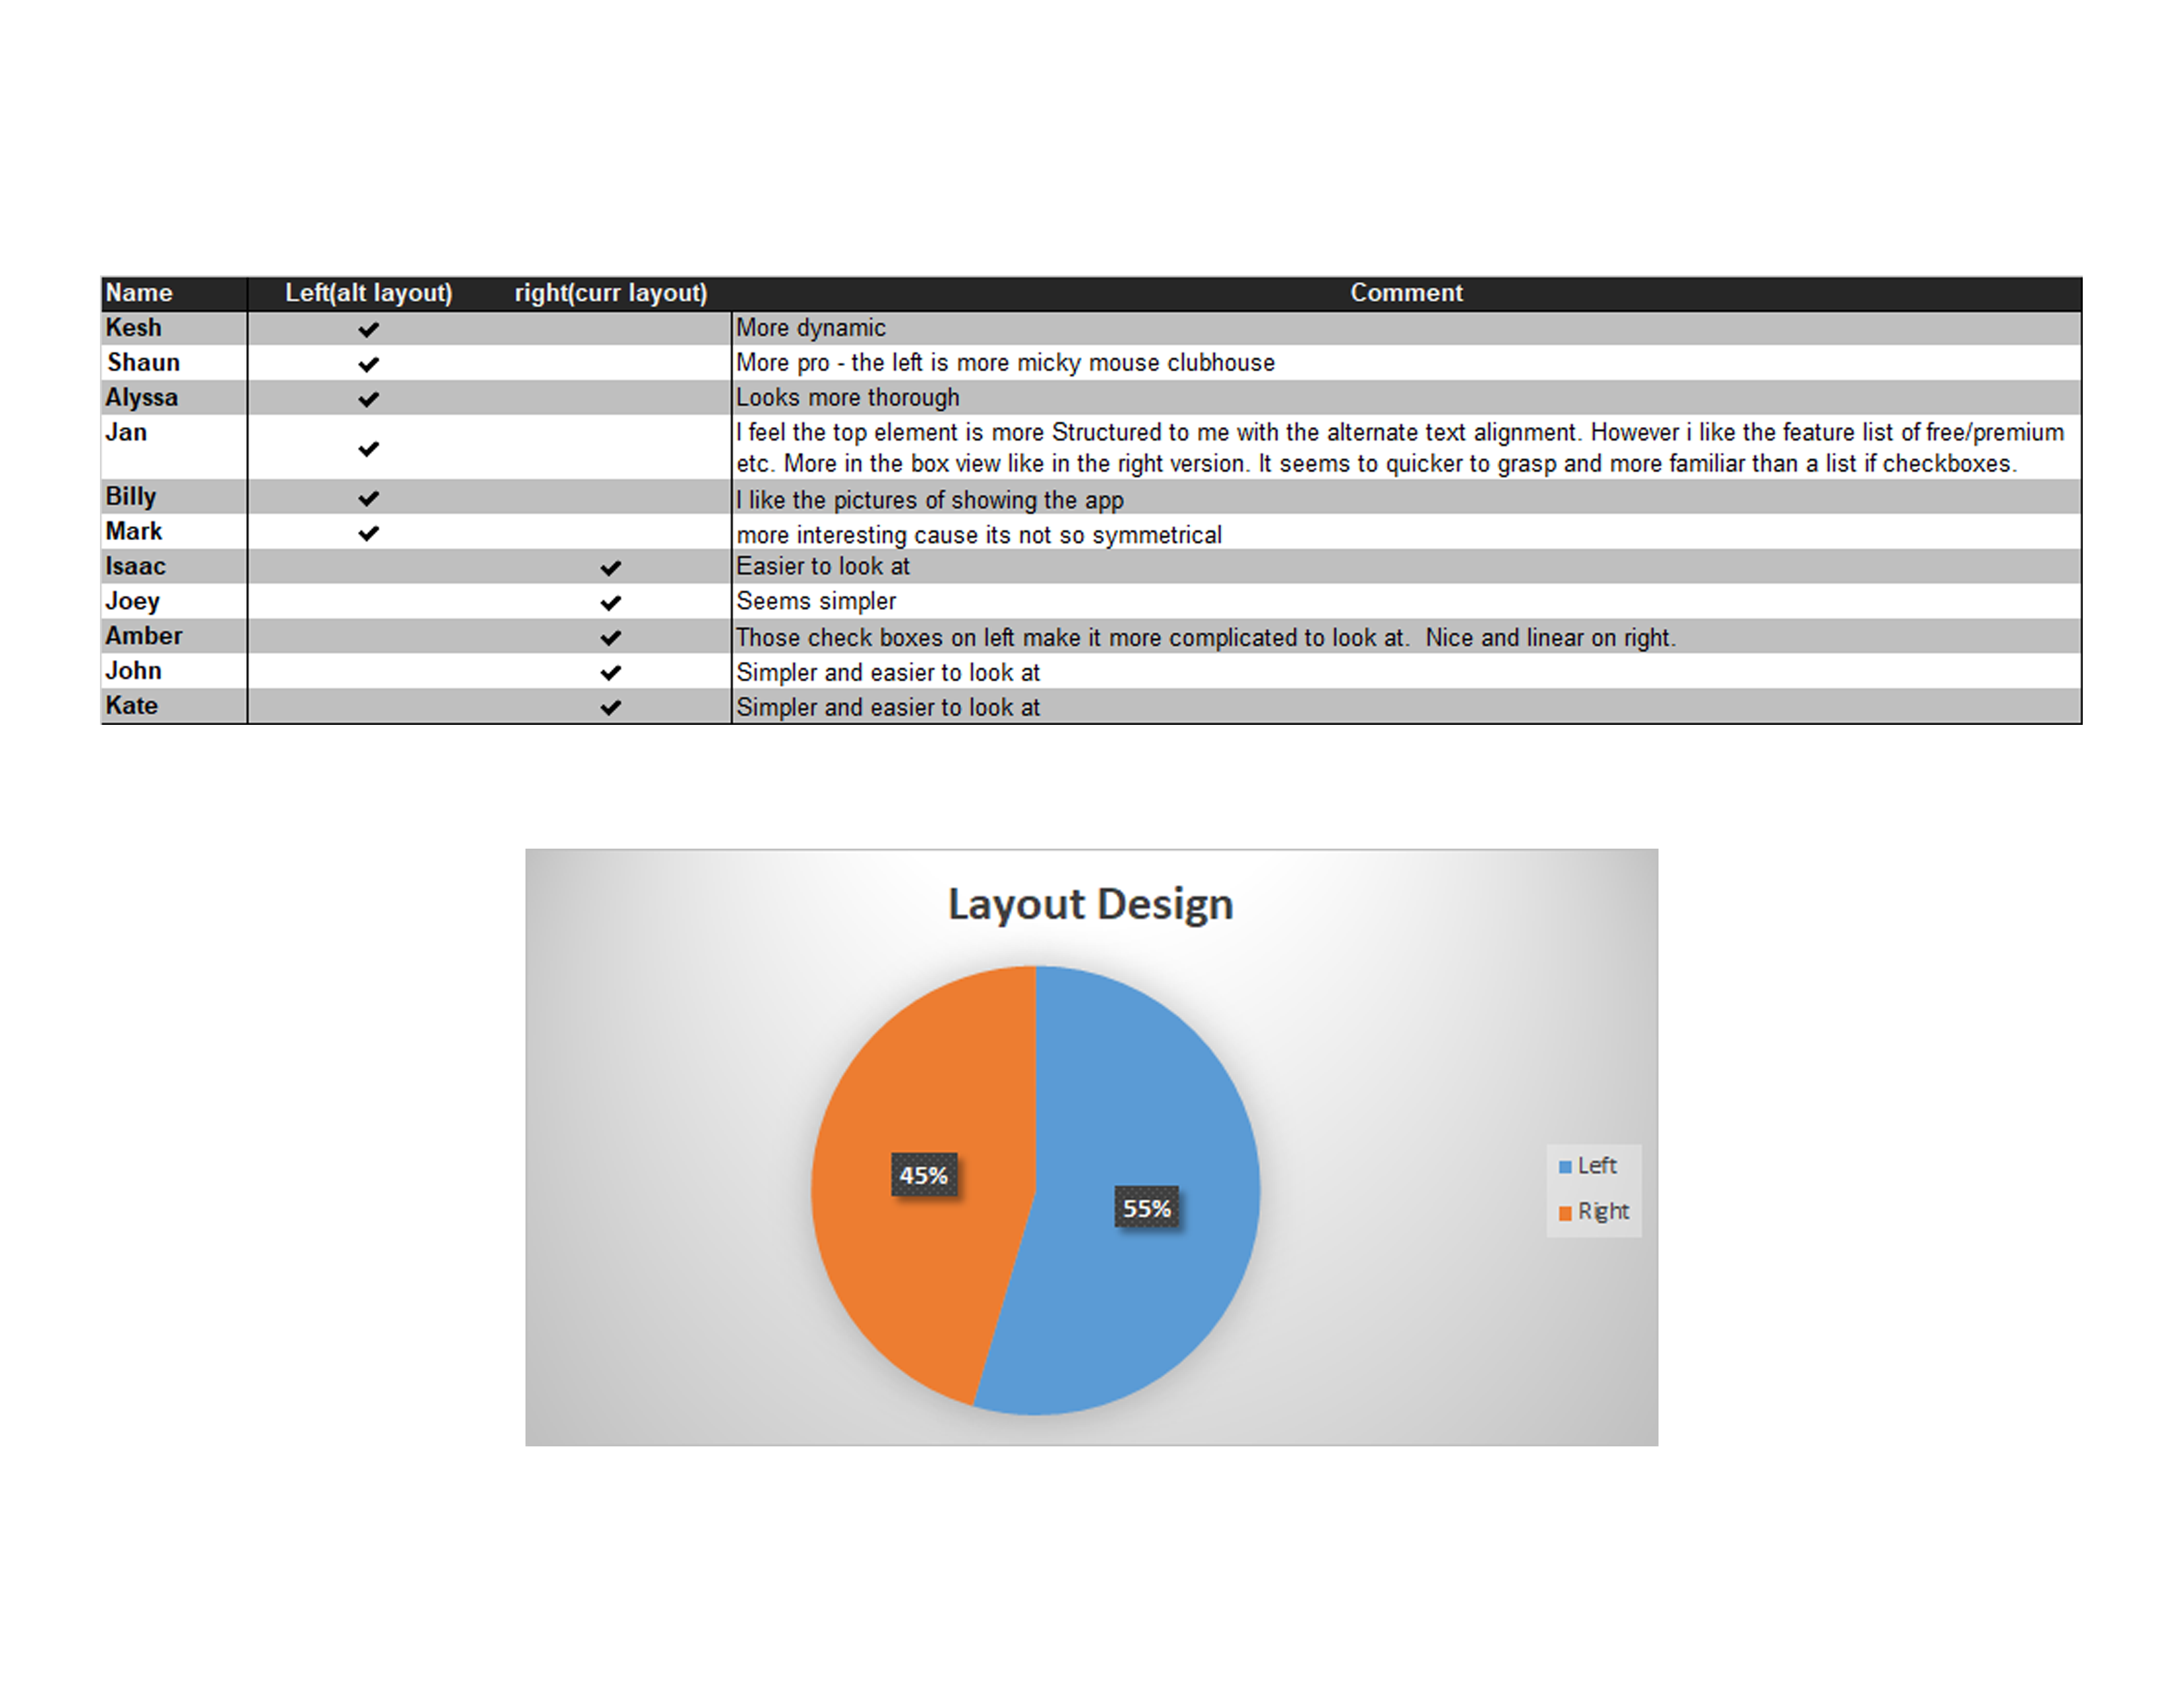 Name Left(alt layout) right(curr layout) Comment
Kesh ✔ More dynamic
Shaun ✔ More pro - the left is more micky mouse clubhouse
Alyssa ✔ Looks more thorough
Jan ✔ I feel the top element is more Structured to me with the alternate text alignment. However i like the feature list of free/premium
etc. More in the box view like in the right version. It seems to quicker to grasp and more familiar than a list if checkboxes.
Billy ✔ I like the pictures of showing the app
Mark ✔ more interesting cause its not so symmetrical
Isaac ✔ Easier to look at
Joey ✔ Seems simpler
Amber ✔ Those check boxes on left make it more complicated to look at.  Nice and linear on right.
John ✔ Simpler and easier to look at
Kate ✔ Simpler and easier to look at
Layout Design
45%
55%
Left
Right